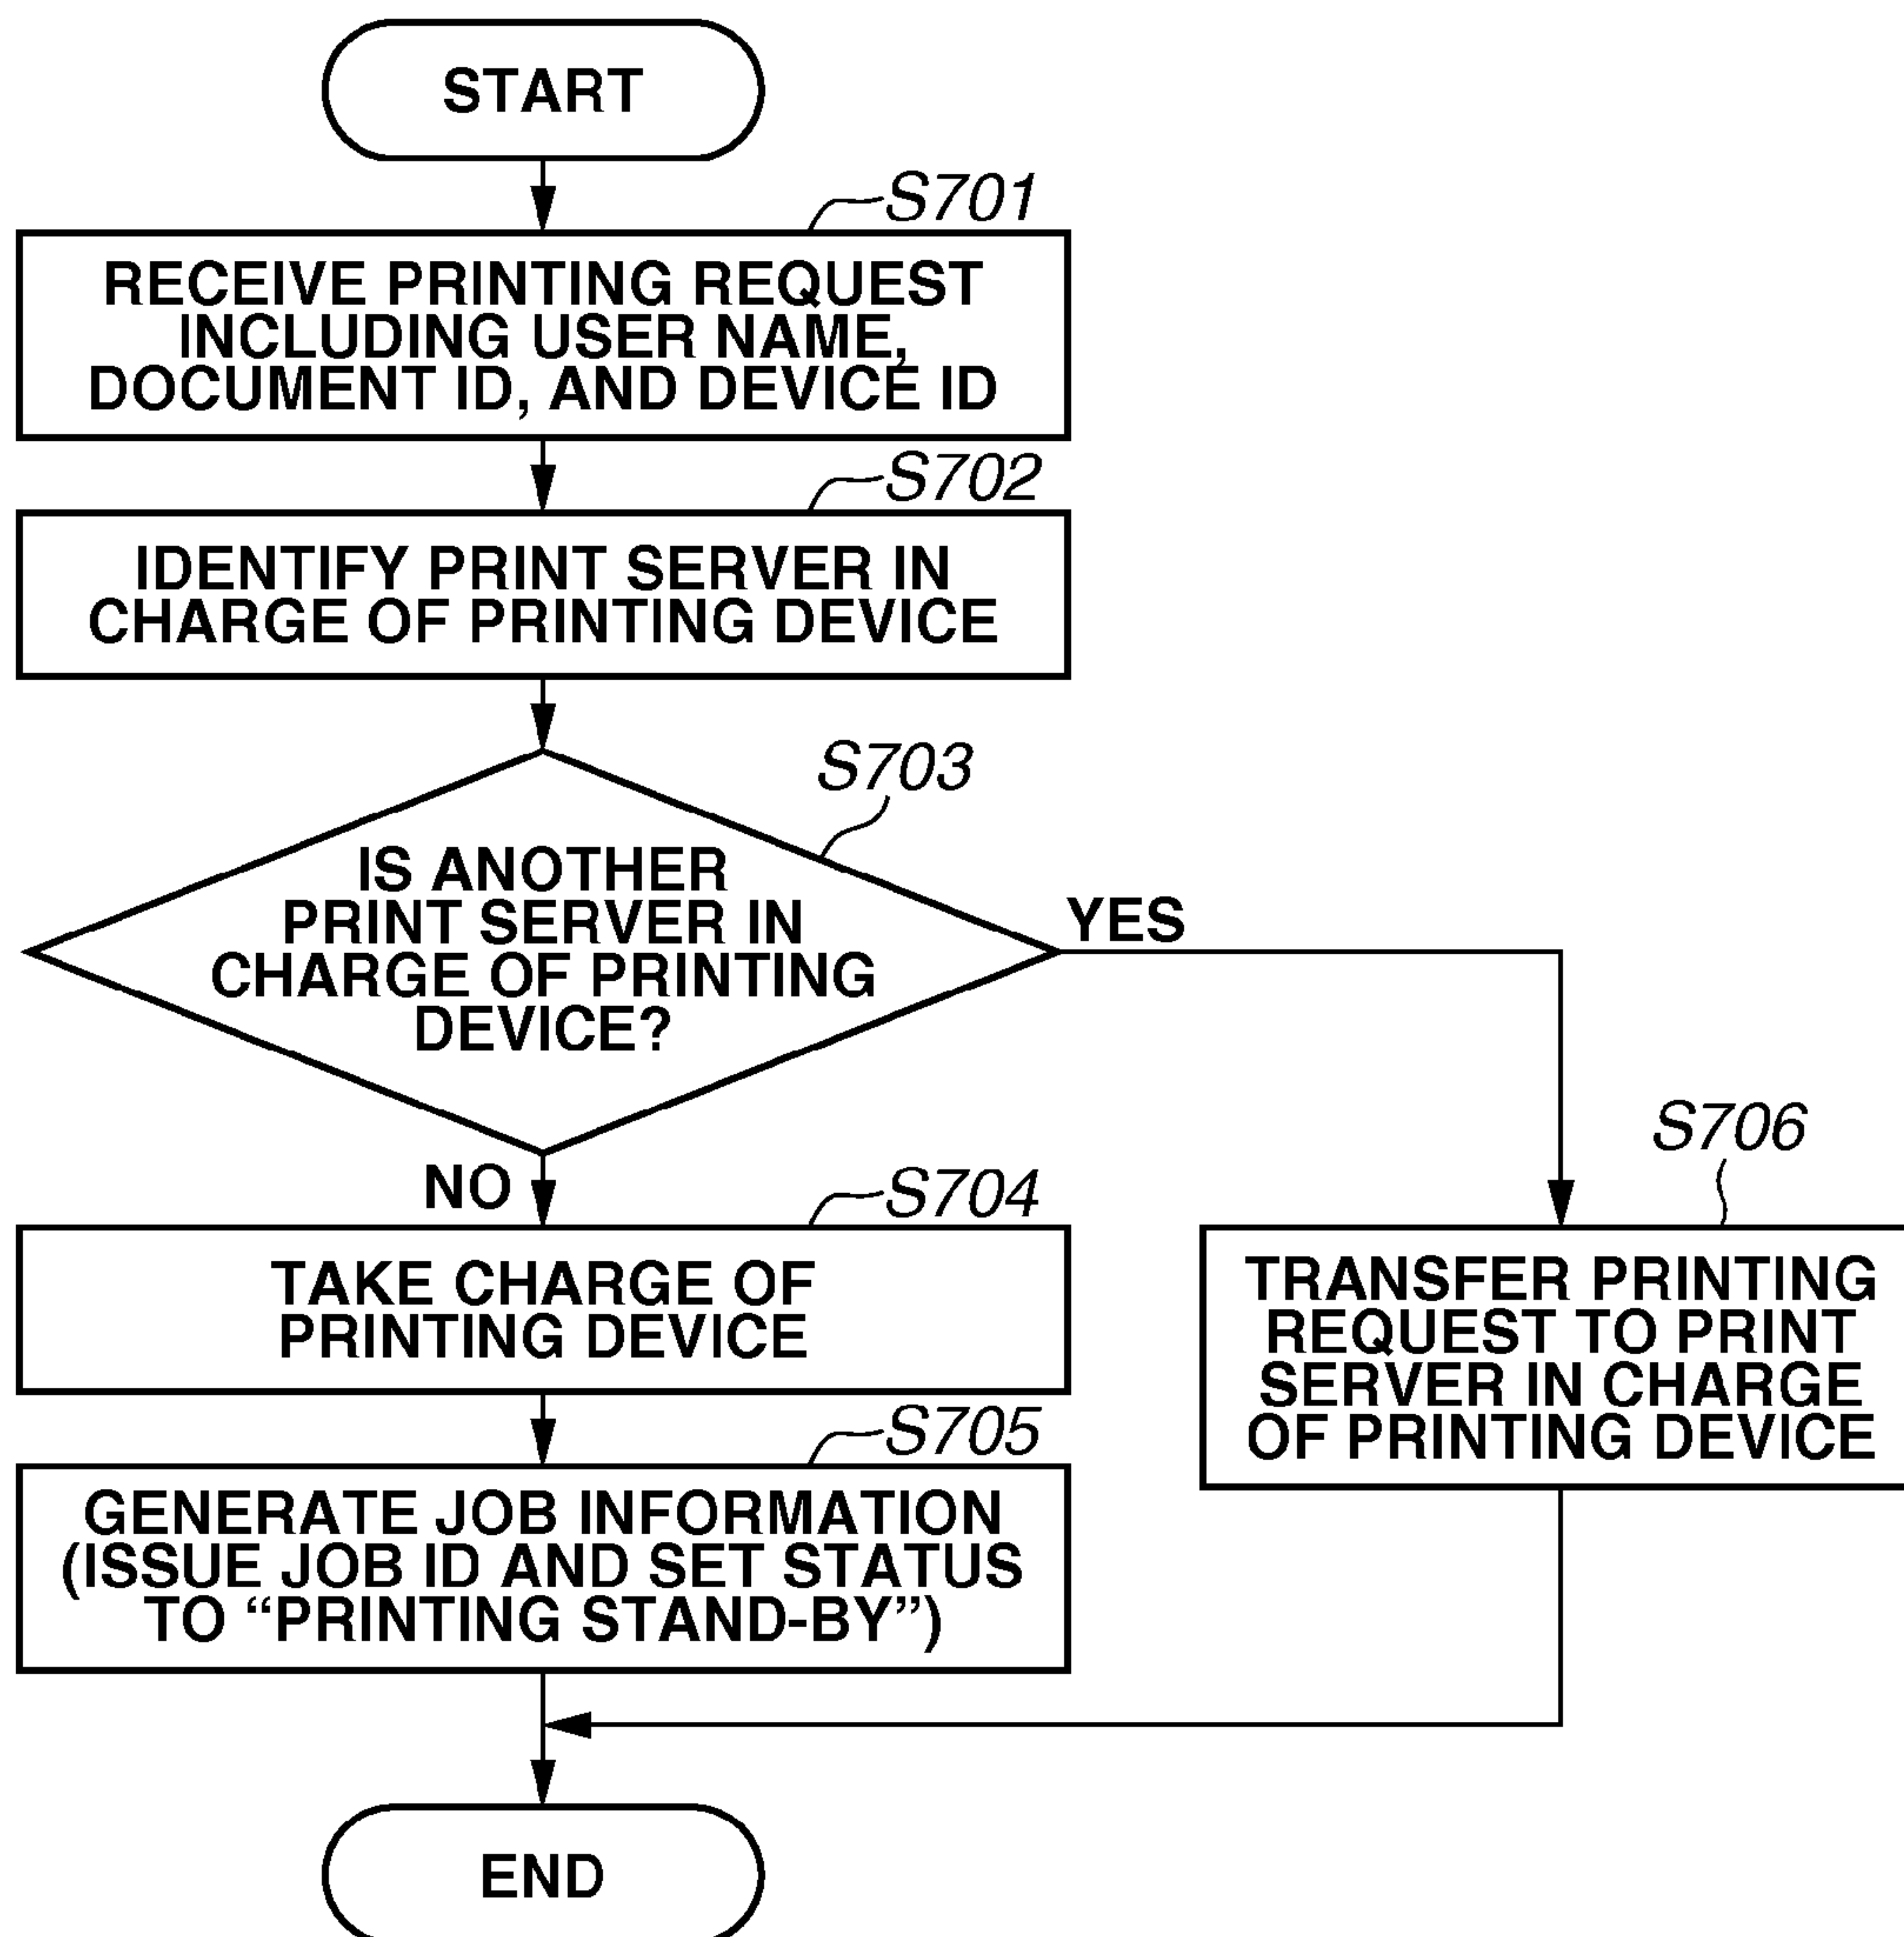 START
S701
RECEIVE PRINTING REQUEST
INCLUDING USER NAME,
DOCUMENT ID, AND DEVICE ID
S702
IDENTIFY PRINT SERVER IN
CHARGE OF PRINTING DEVICE
S703
IS ANOTHER
PRINT SERVER IN
CHARGE OF PRINTING
DEVICE?
YES
NO
S704
TAKE CHARGE OF
PRINTING DEVICE
S705
GENERATE JOB INFORMATION
(ISSUE JOB ID AND SET STATUS
TO “PRINTING STAND-BY”)
S706
TRANSFER PRINTING
REQUEST TO PRINT
SERVER IN CHARGE
OF PRINTING DEVICE
END